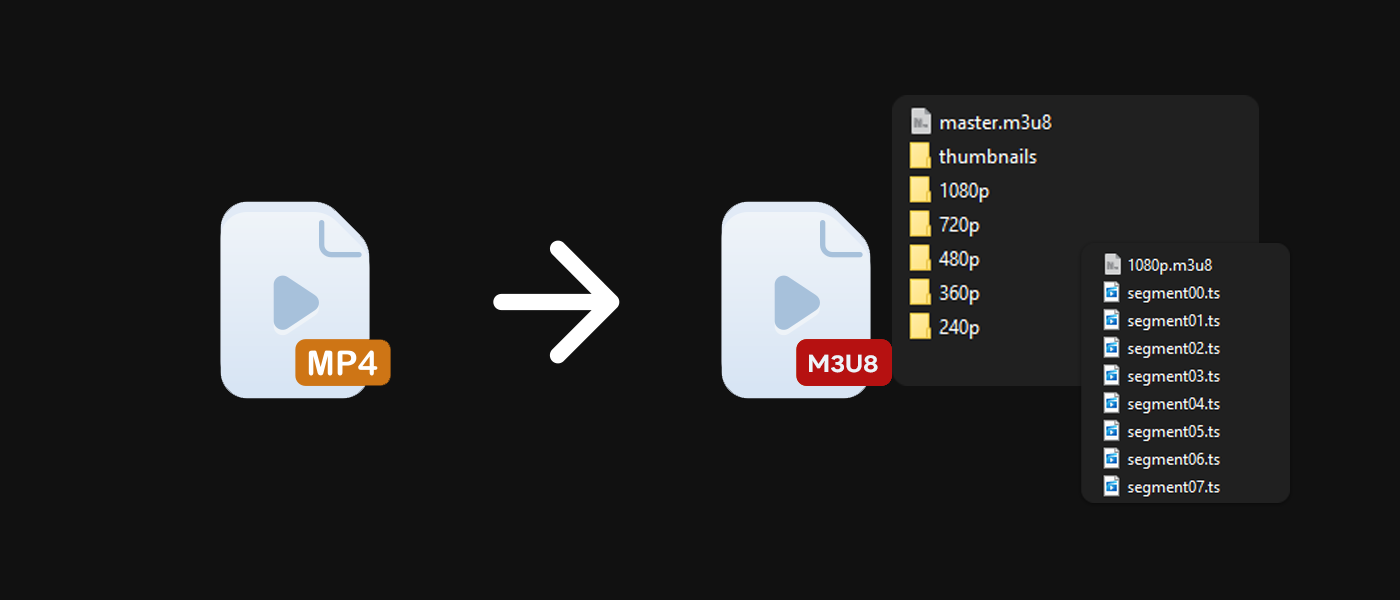 MP4
M3U8
master.m3u8
thumbnails
1080p
720p
480p
360p
240p
1080p.m3u8
segment00.ts
segment01.ts
segment02.ts
segment03.ts
segment04.ts
segment05.ts
segment06.ts
segment07.ts